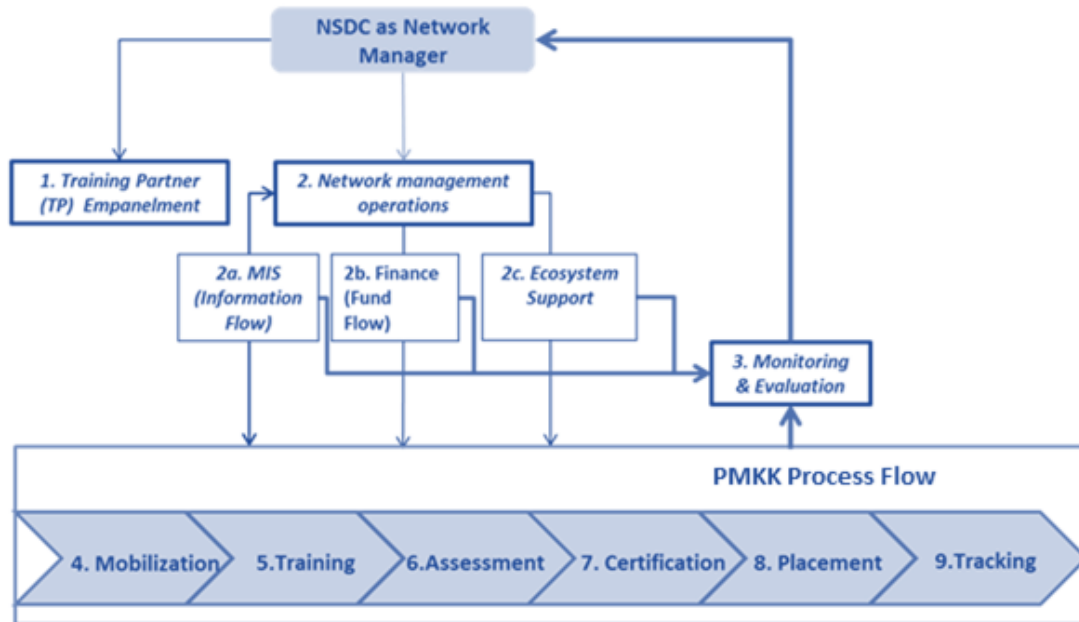 NSDC as Network
Manager
1. Training Partner
(TP) Empanelment
2. Network management
operations
2a. MIS
(Information
Flow)
2b. Finance
(Fund
Flow)
2c. Ecosystem
Support
3. Monitoring
& Evaluation
PMKK Process Flow
4. Mobilization
5.Training
6.Assessment
7. Certification
8. Placement
9.Tracking